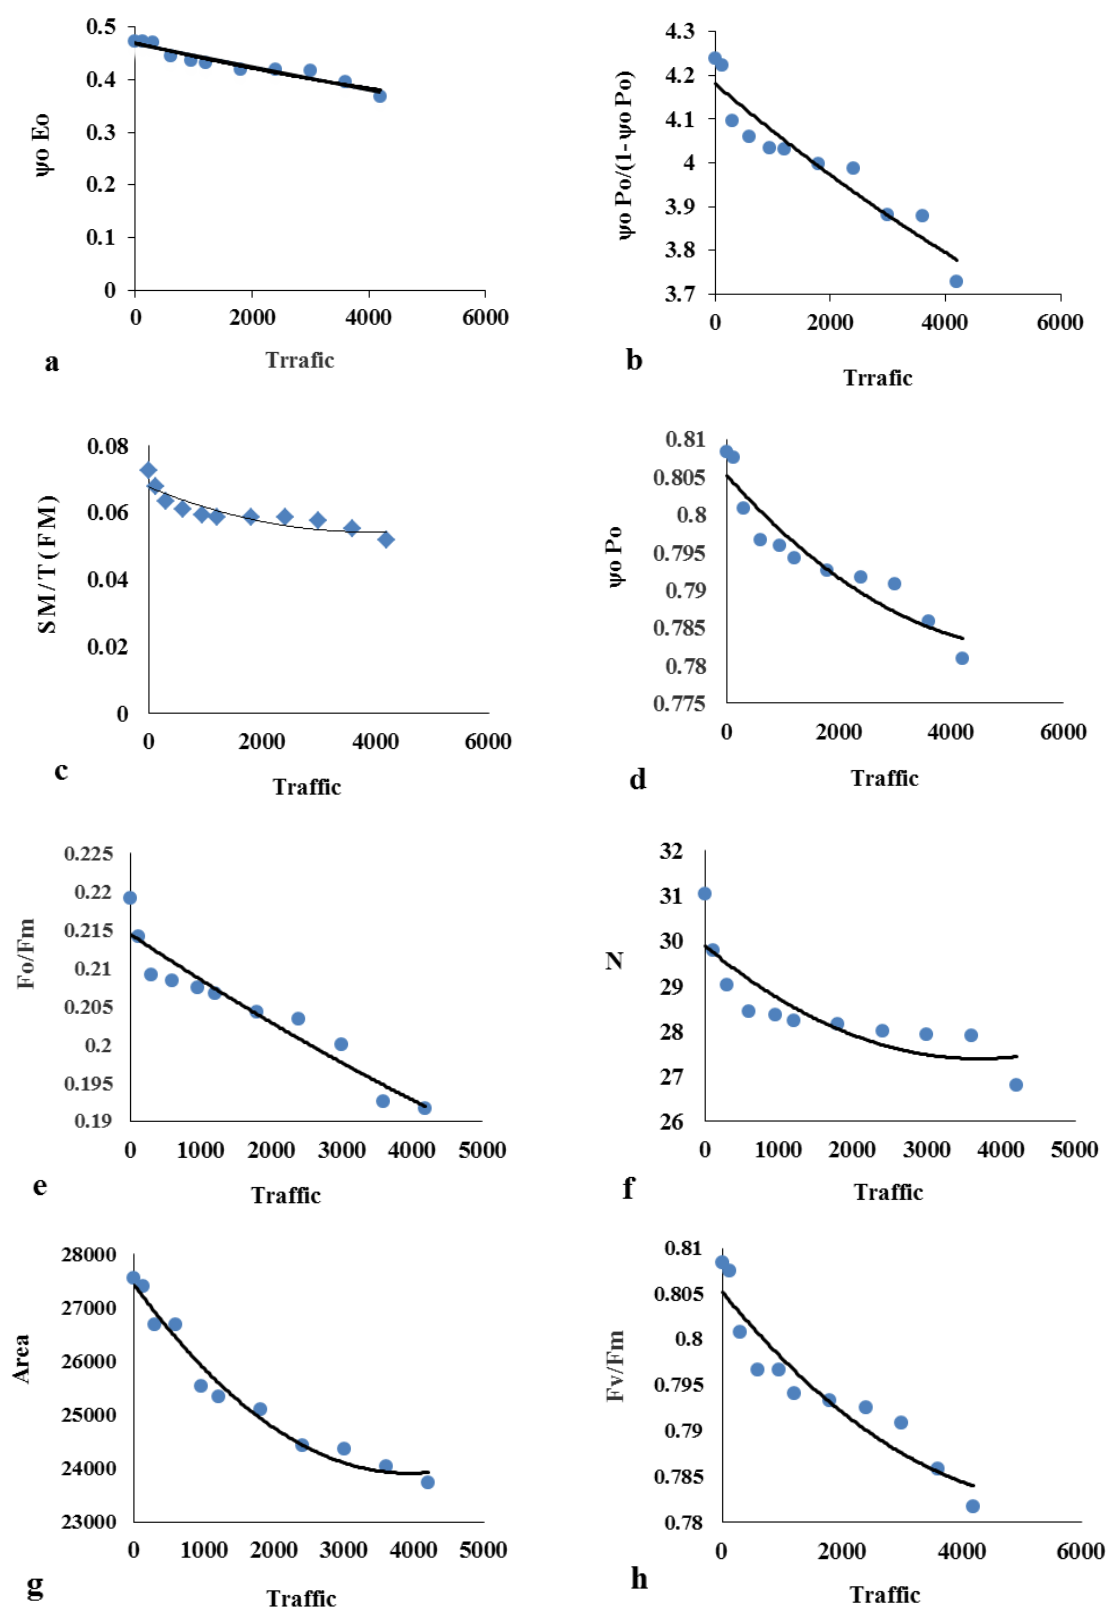 0.5
0.4
0.3
0.2
0.1
0
ψo Eo
0 2000 4000 6000
Trrafic
a
4.3
4.2
4.1
4
3.9
3.8
3.7
ψo Po/(1- ψo Po)
0 2000 4000 6000
Trrafic
b
0.08
0.06
0.04
0.02
0
SM/T(FM)
0 2000 4000 6000
Traffic
c
0.81
0.805
0.8
0.795
0.79
0.785
0.78
0.775
ψo Po
0 2000 4000 6000
Traffic
d
0.225
0.22
0.215
0.21
0.205
0.2
0.195
0.19
Fo/Fm
0 1000 2000 3000 4000 5000
Traffic
e
32
31
30
29
28
27
26
N
0 1000 2000 3000 4000 5000
Traffic
f
28000
27000
26000
25000
24000
23000
Area
0 1000 2000 3000 4000 5000
Traffic
g
0.81
0.805
0.8
0.795
0.79
0.785
0.78
Fv/Fm
0 2000 4000 6000
Traffic
h